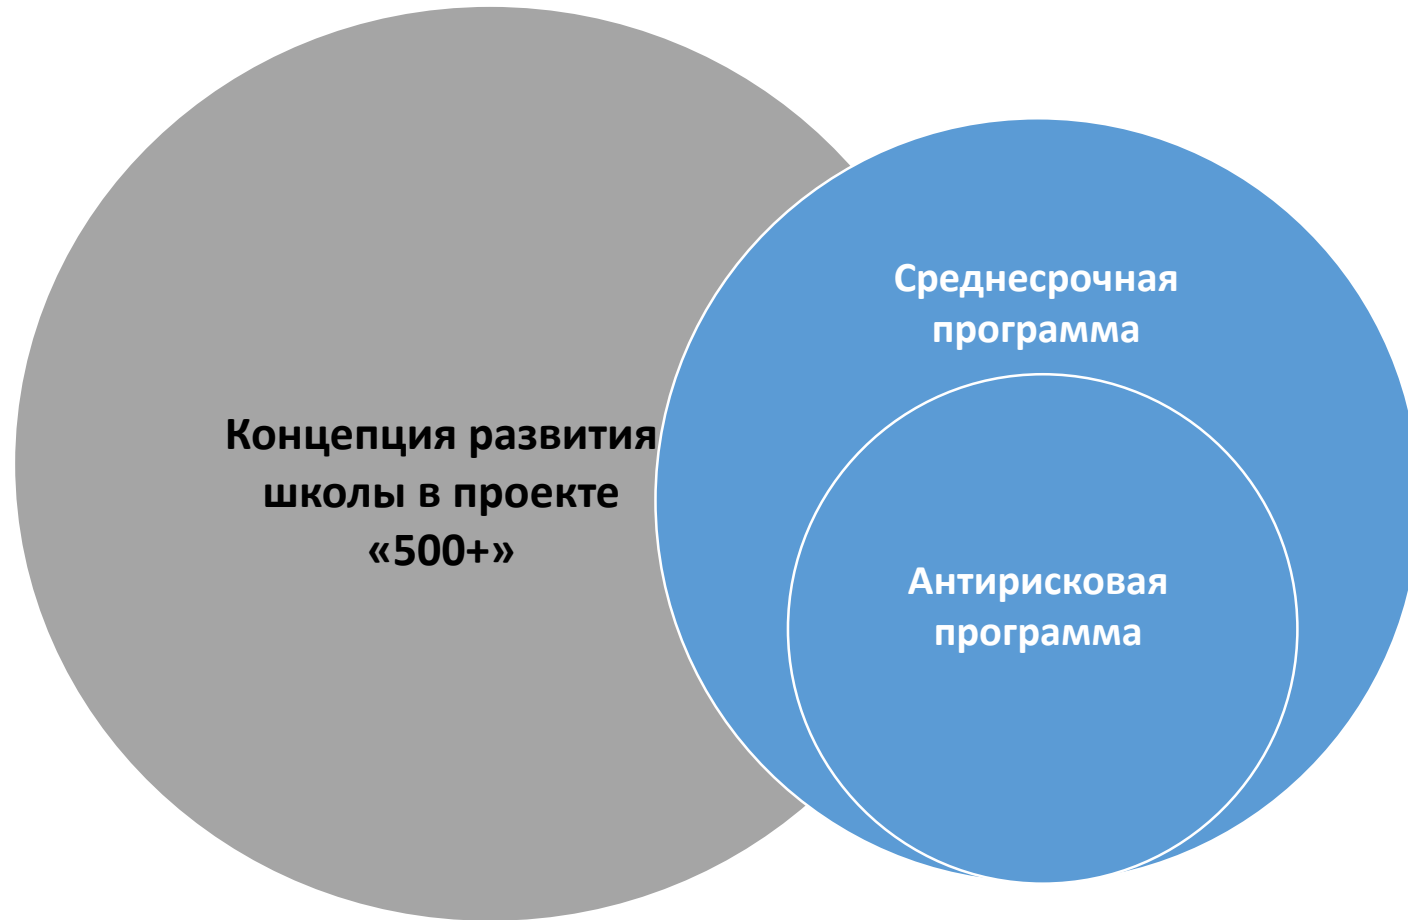 Концепция развития
школы в проекте
«500+»
Среднесрочная
программа
Антирисковая
программа